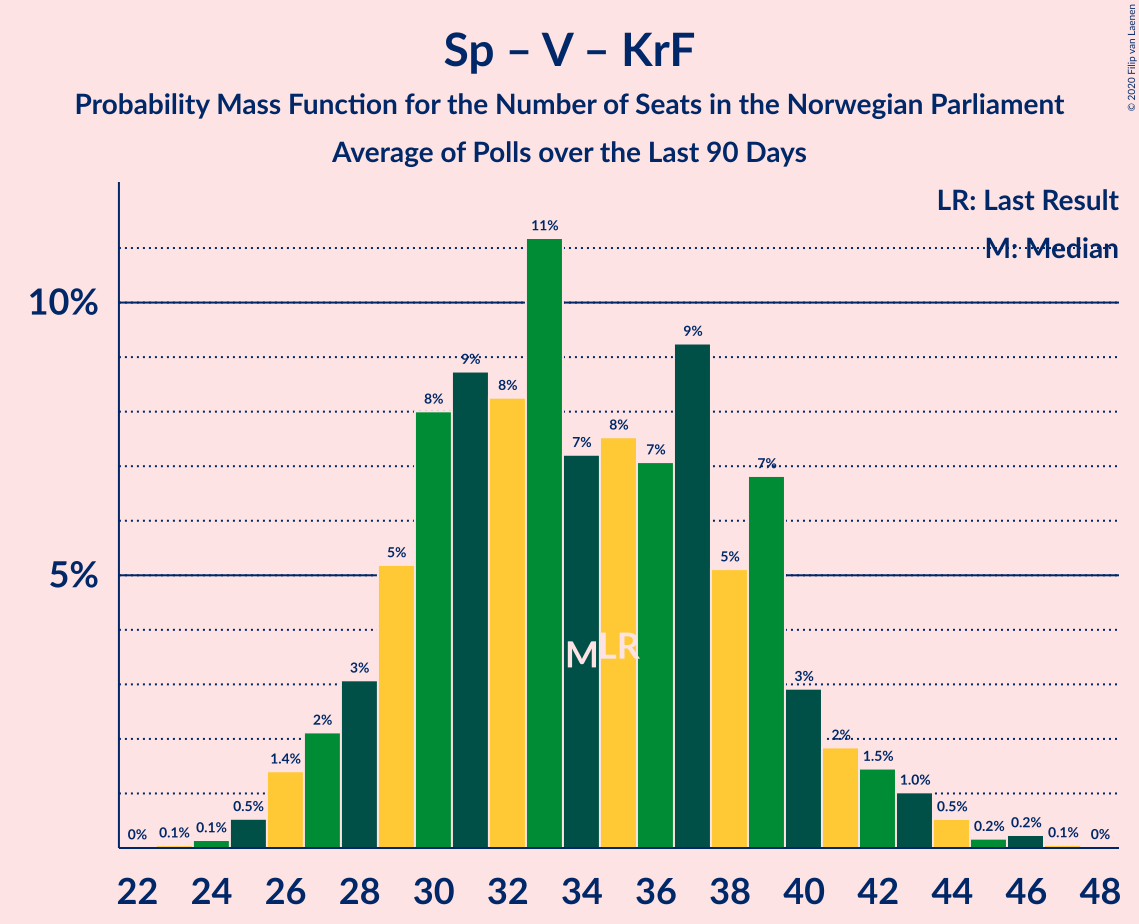 Sp – V – KrF
Probability Mass Function for the Number of Seats in the Norwegian Parliament
Average of Polls over the Last 90 Days
© 2020 Filip van Laenen
LR: Last Result
M: Median
10%
5%
0% 0.1% 0.1% 0.5% 1.4% 2% 3% 5% 8% 9% 8% 11% 7% 8% 7% 9% 5% 7% 3% 2% 1.5% 1.0% 0.5% 0.2% 0.2% 0.1% 0%
M LR
22 24 26 28 30 32 34 36 38 40 42 44 46 48